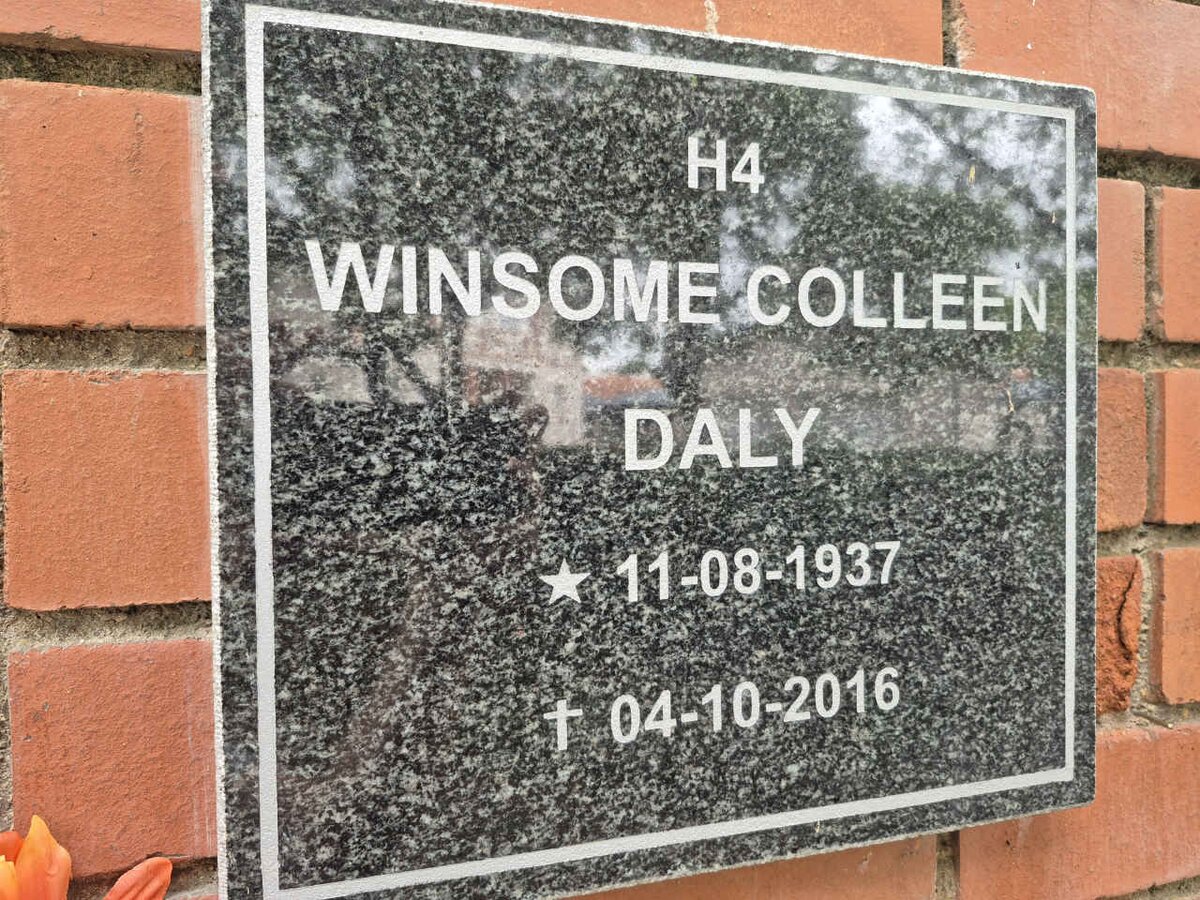 H4
WINSOME COLLEEN
DALY
★ 11-08-1937
✝ 04-10-2016